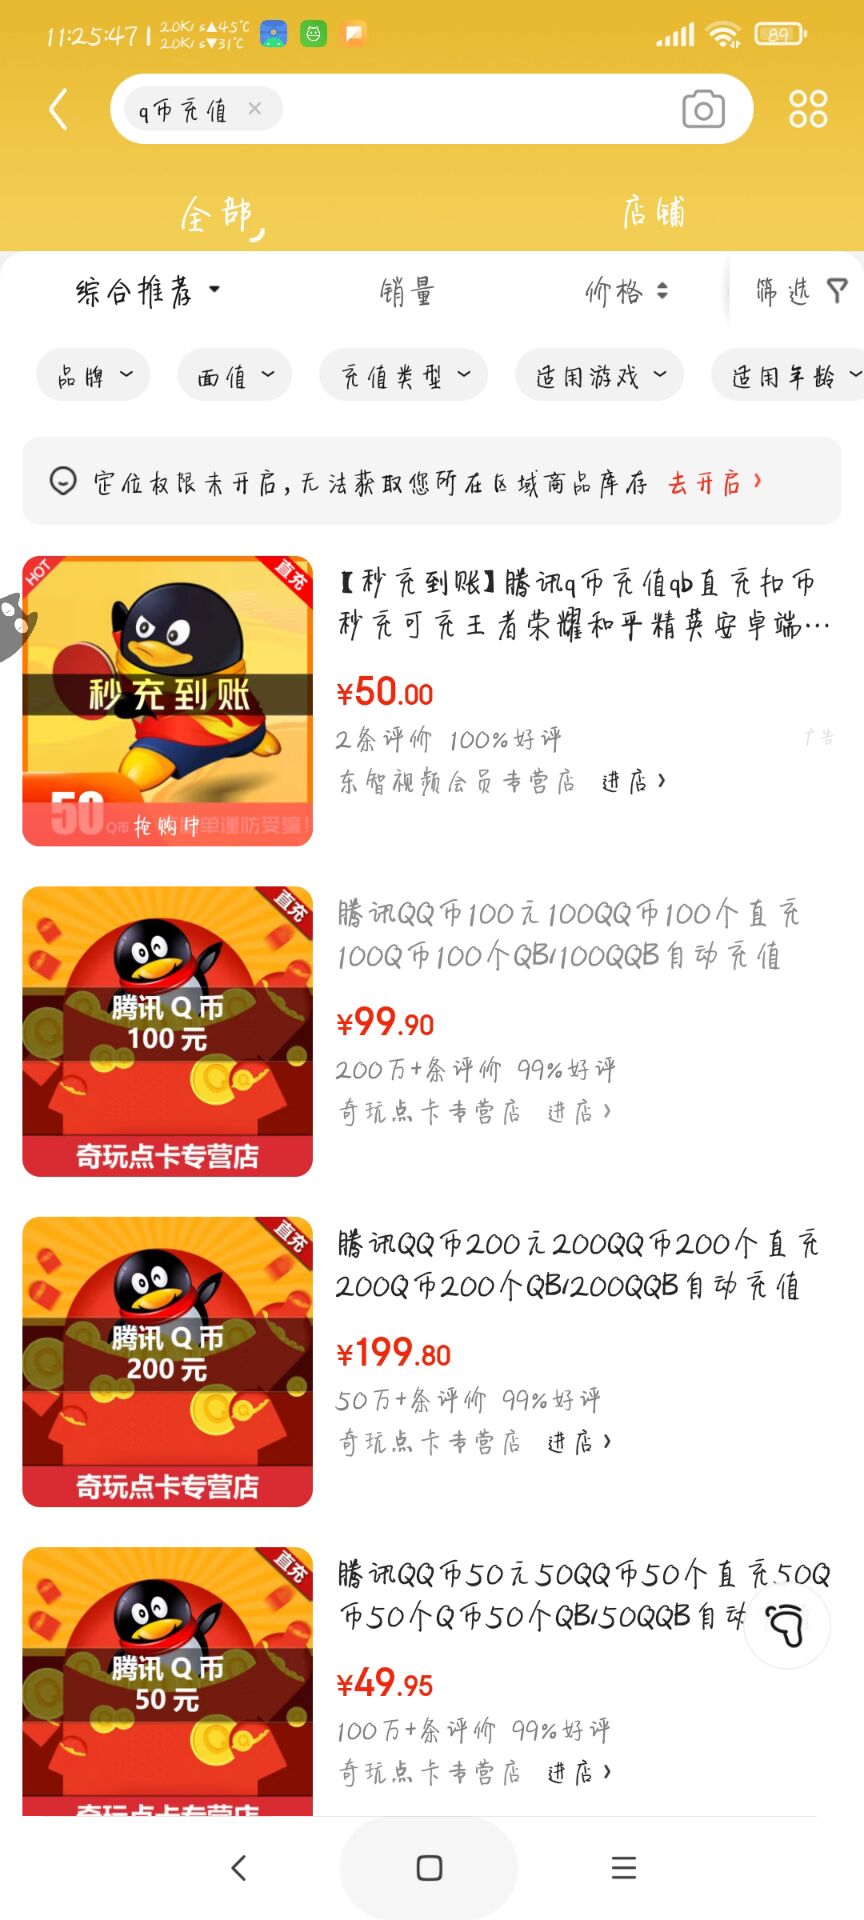 11:25:47
2.0K/s▲45℃
2.0K/s▼31℃
89
q币充值 ×
全部
店铺
综合推荐
销量
价格
筛选
品牌
面值
充值类型
适用游戏
适用年龄
定位权限未开启,无法获取您所在区域商品库存 去开启 >
HOT
直充
秒充到账
50
Q币
抢购中
单谨防受骗!
【秒充到账】腾讯q币充值qb直充扣币
秒充可充王者荣耀和平精英安卓端…
¥50.00
2条评价 100%好评
广告
东智视频会员专营店 进店 >
直充
腾讯 Q 币
100 元
奇玩点卡专营店
腾讯QQ币100元100QQ币100个直充
100Q币100个QB/100QQB自动充值
¥99.90
200万+条评价 99%好评
奇玩点卡专营店 进店 >
直充
腾讯 Q 币
200 元
奇玩点卡专营店
腾讯QQ币200元200QQ币200个直充
200Q币200个QB/200QQB自动充值
¥199.80
50万+条评价 99%好评
奇玩点卡专营店 进店 >
直充
腾讯 Q 币
50 元
奇玩点卡专营店
腾讯QQ币50元50QQ币50个直充50Q
币50个Q币50个QB/50QQB自动
¥49.95
100万+条评价 99%好评
奇玩点卡专营店 进店 >